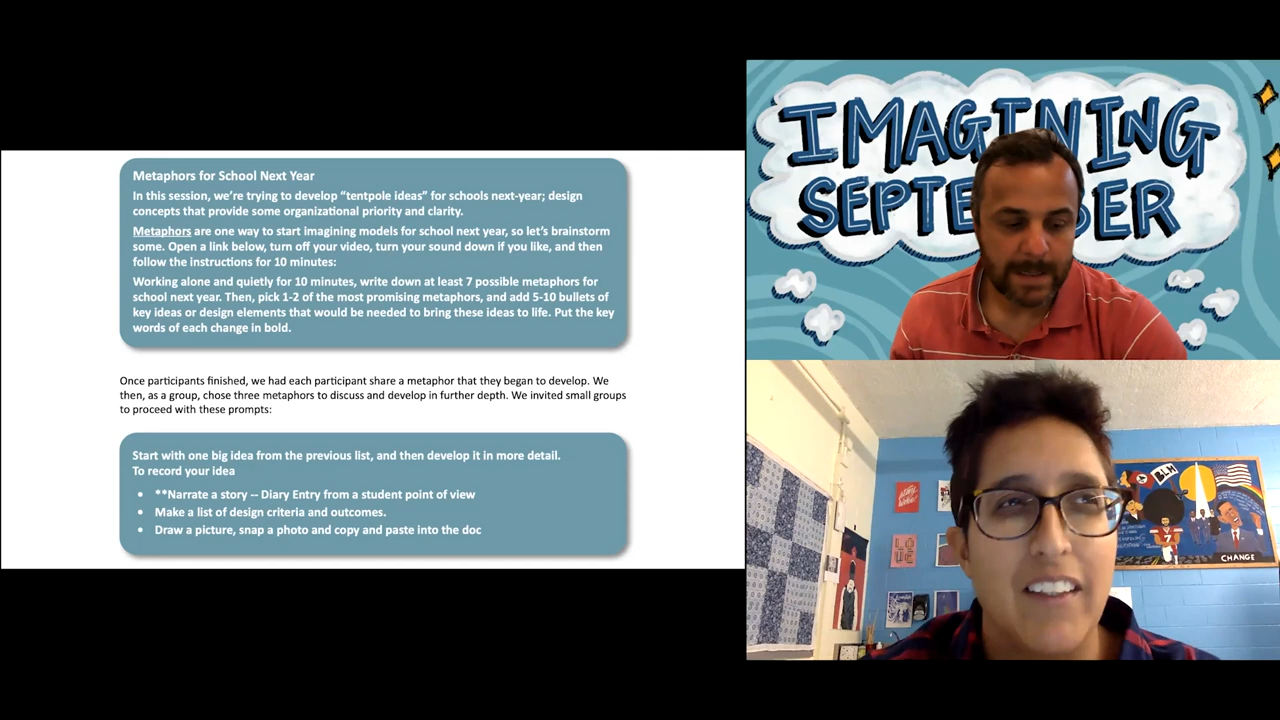 Metaphors for School Next Year
In this session, we’re trying to develop “tentpole ideas” for schools next-year; design
concepts that provide some organizational priority and clarity.
Metaphors are one way to start imagining models for school next year, so let’s brainstorm
some. Open a link below, turn off your video, turn your sound down if you like, and then
follow the instructions for 10 minutes:
Working alone and quietly for 10 minutes, write down at least 7 possible metaphors for
school next year. Then, pick 1-2 of the most promising metaphors, and add 5-10 bullets of
key ideas or design elements that would be needed to bring these ideas to life. Put the key
words of each change in bold.
Once participants finished, we had each participant share a metaphor that they began to develop. We
then, as a group, chose three metaphors to discuss and develop in further depth. We invited small groups
to proceed with these prompts:
Start with one big idea from the previous list, and then develop it in more detail.
To record your idea
• **Narrate a story -- Diary Entry from a student point of view
• Make a list of design criteria and outcomes.
• Draw a picture, snap a photo and copy and paste into the doc
IMAGINING
SEPTEMBER
BLM
7
CHANGE
LOVE